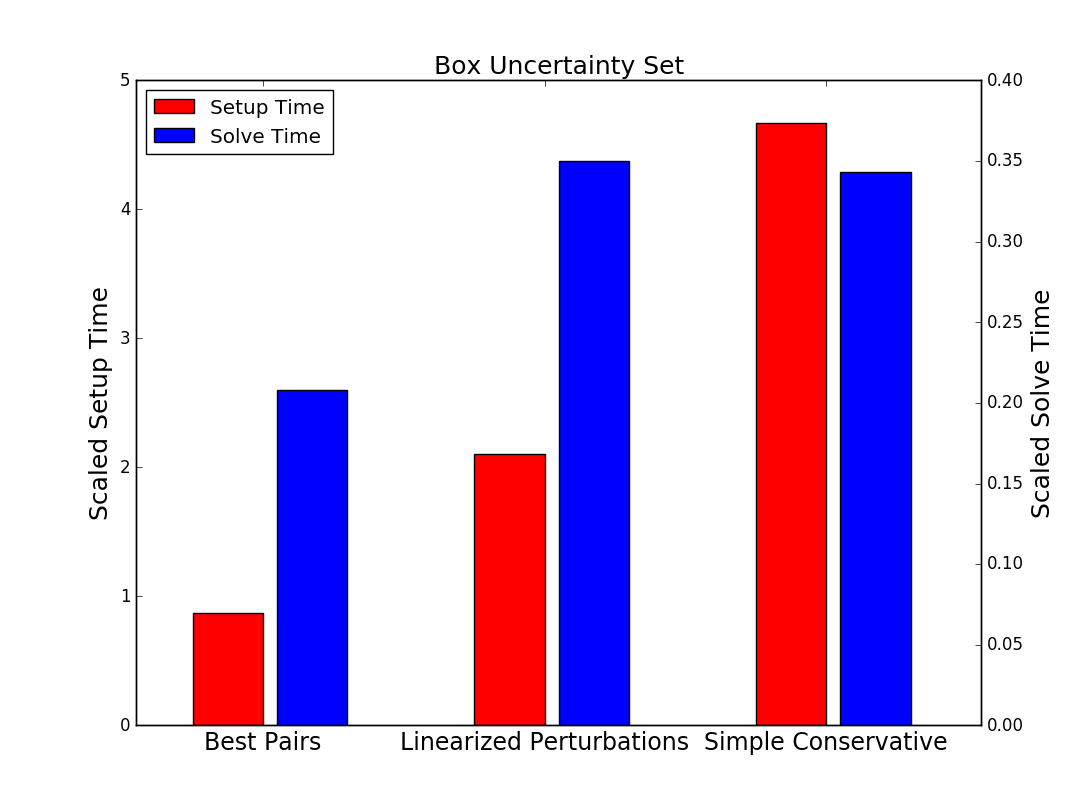 Box Uncertainty Set
Setup Time
Solve Time
Scaled Setup Time
5
4
3
2
1
0
0.40
0.35
0.30
0.25
0.20
0.15
0.10
0.05
0.00
Scaled Solve Time
Best Pairs
Linearized Perturbations
Simple Conservative